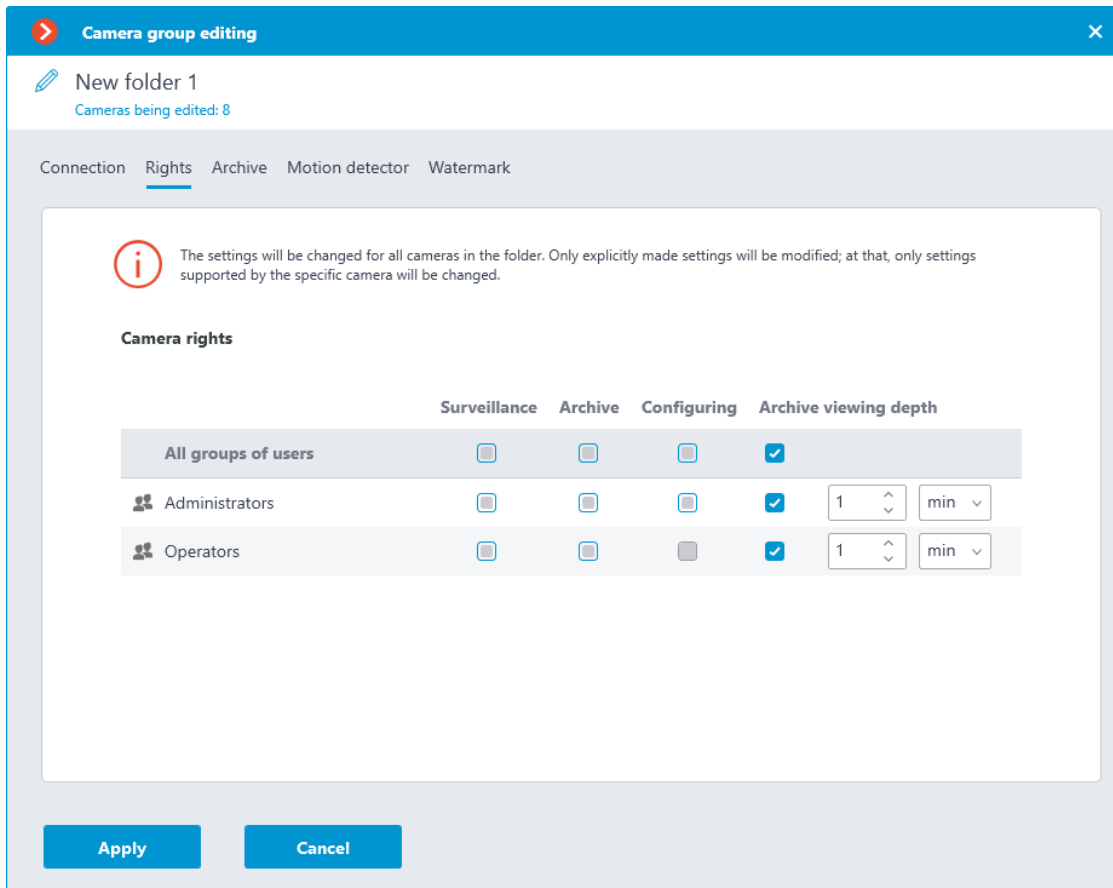 Camera group editing
New folder 1
Cameras being edited: 8
Connection Rights Archive Motion detector Watermark
The settings will be changed for all cameras in the folder. Only explicitly made settings will be modified; at that, only settings
supported by the specific camera will be changed.
Camera rights
Surveillance Archive Configuring Archive viewing depth
All groups of users
Administrators 1 min
Operators 1 min
Apply Cancel